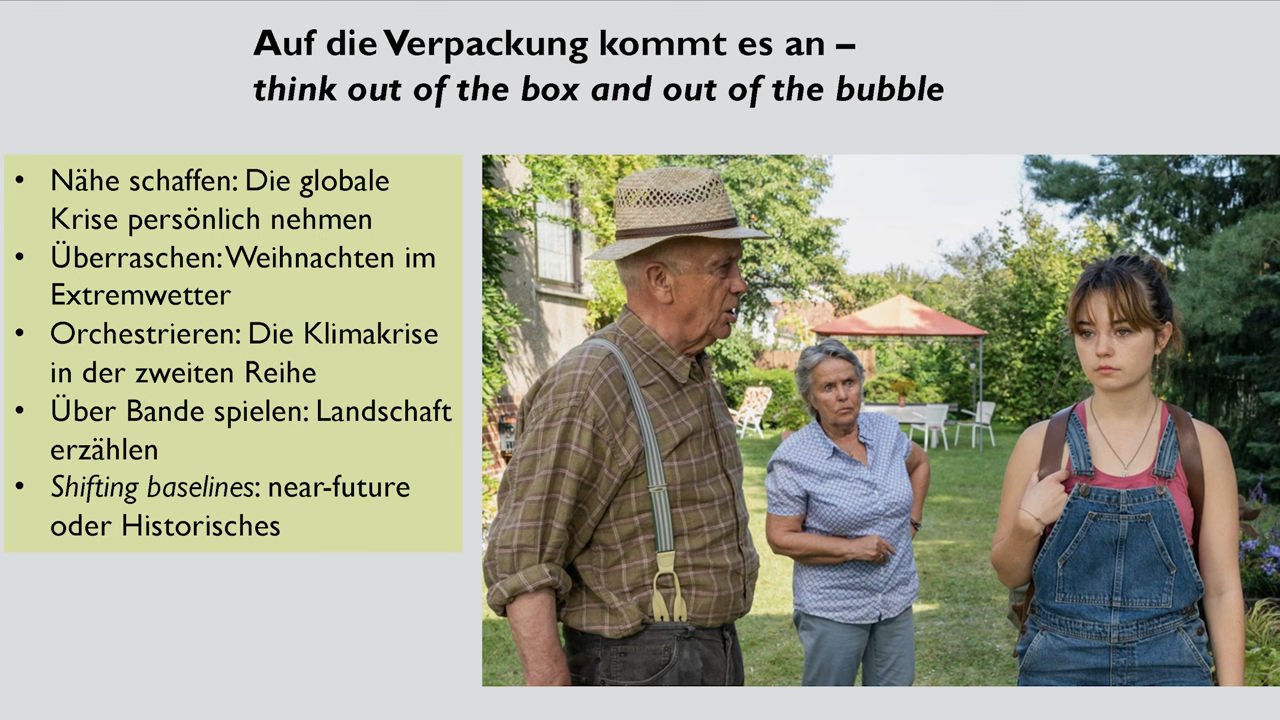 Auf die Verpackung kommt es an –
think out of the box and out of the bubble
• Nähe schaffen: Die globale
Krise persönlich nehmen
• Überraschen: Weihnachten im
Extremwetter
• Orchestrieren: Die Klimakrise
in der zweiten Reihe
• Über Bande spielen: Landschaft
erzählen
• Shifting baselines: near-future
oder Historisches